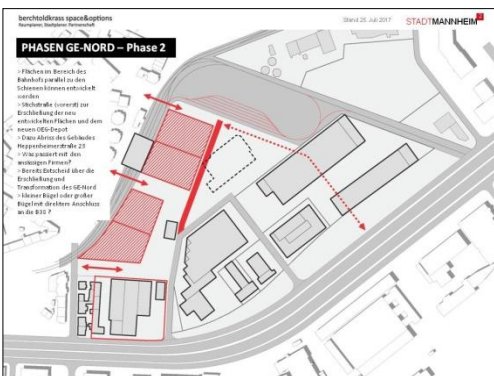 berchtoldkrass space&options
Raumplaner, Stadtplaner Partnerschaft
Stand 25. Juli 2017
STADTMANNHEIM²
PHASEN GE-NORD – Phase 2
> Flächen im Bereich des
Bahnhofs parallel zu den
Schienen können entwickelt
werden
> Stichstraße (vorerst) zur
Erschließung der neu
entwickelten Flächen und dem
neuen OEG-Depot
> Dazu Abriss des Gebäudes
Heppenheimerstraße 23
> Was passiert mit den
ansässigen Firmen?
> Bereits Entscheid über die
Erschließung und
Transformation des GE-Nord
> kleiner Bügel oder großer
Bügel mit direktem Anschluss
an die B38 ?